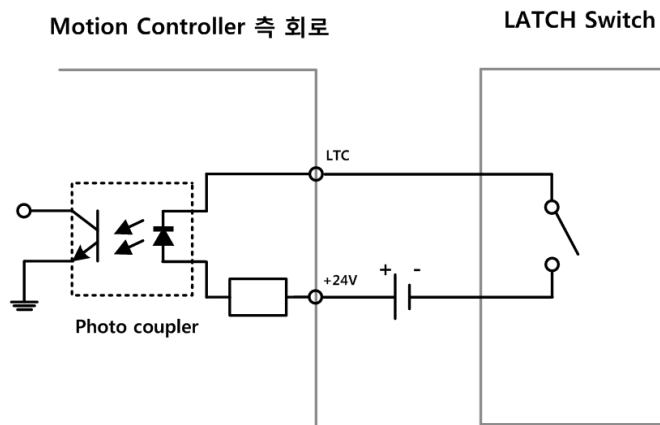 Motion Controller 측 회로
LATCH Switch
LTC
+24V
+ -
Photo coupler